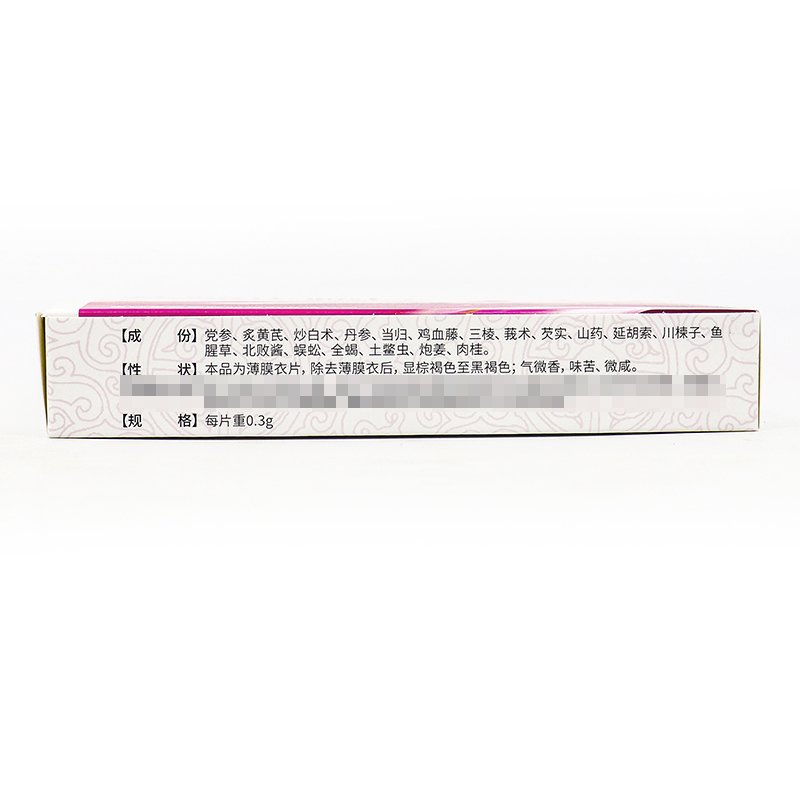 【成　份】党参、炙黄芪、炒白术、丹参、当归、鸡血藤、三棱、莪术、芡实、山药、延胡索、川楝子、鱼
腥草、北败酱、蜈蚣、全蝎、土鳖虫、炮姜、肉桂。
【性　状】本品为薄膜衣片，除去薄膜衣后，显棕褐色至黑褐色；气微香，味苦、微咸。
【规　格】每片重0.3g